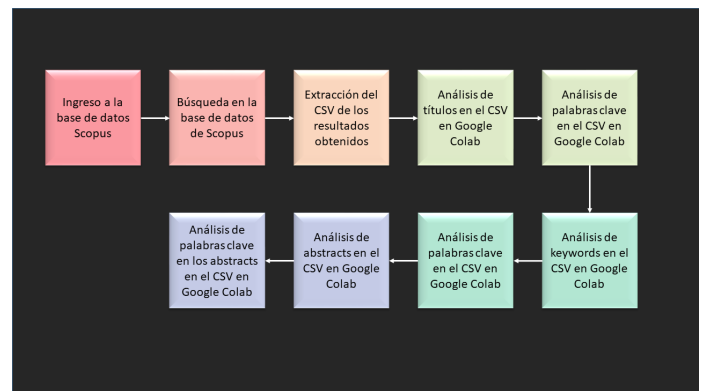 Ingreso a la
base de datos
Scopus
Búsqueda en la
base de datos
de Scopus
Extracción del
CSV de los
resultados
obtenidos
Análisis de
títulos en el CSV
en Google
Colab
Análisis de
palabras clave
en el CSV en
Google Colab
Análisis de
keywords en el
CSV en Google
Colab
Análisis de
palabras clave
en el CSV en
Google Colab
Análisis de
abstracts en el
CSV en Google
Colab
Análisis de
palabras clave
en los abstracts
en el CSV en
Google Colab